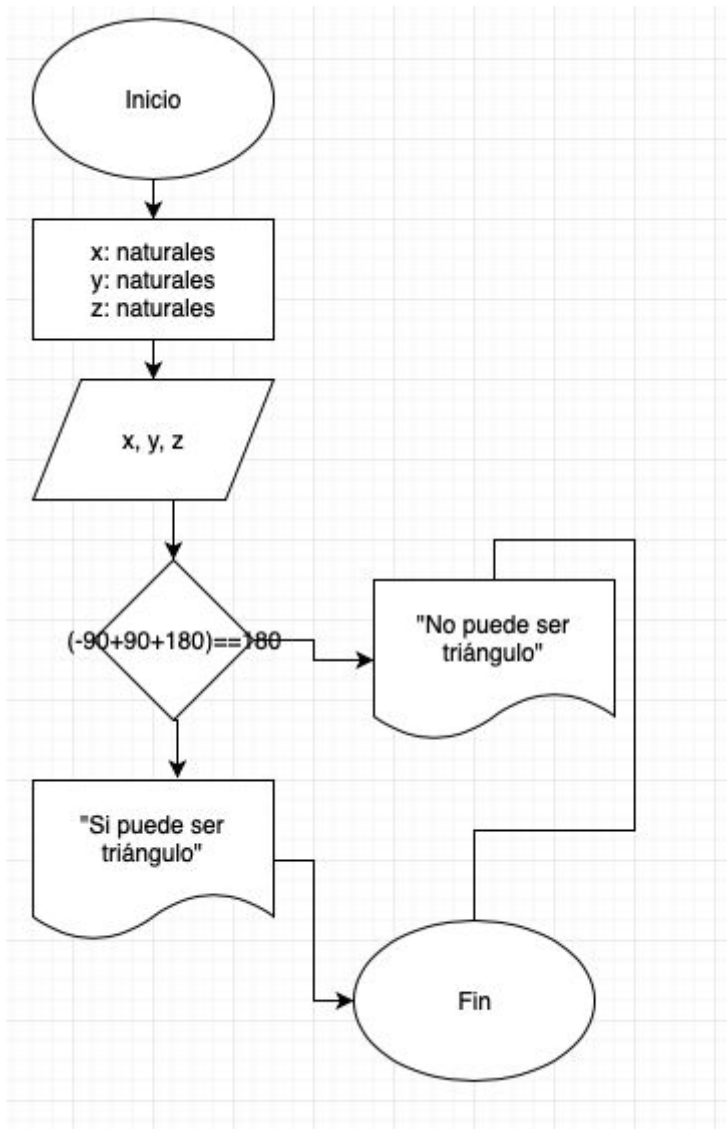 Inicio
x: naturales
y: naturales
z: naturales
x, y, z
(-90+90+180)==180
"No puede ser
triángulo"
"Si puede ser
triángulo"
Fin